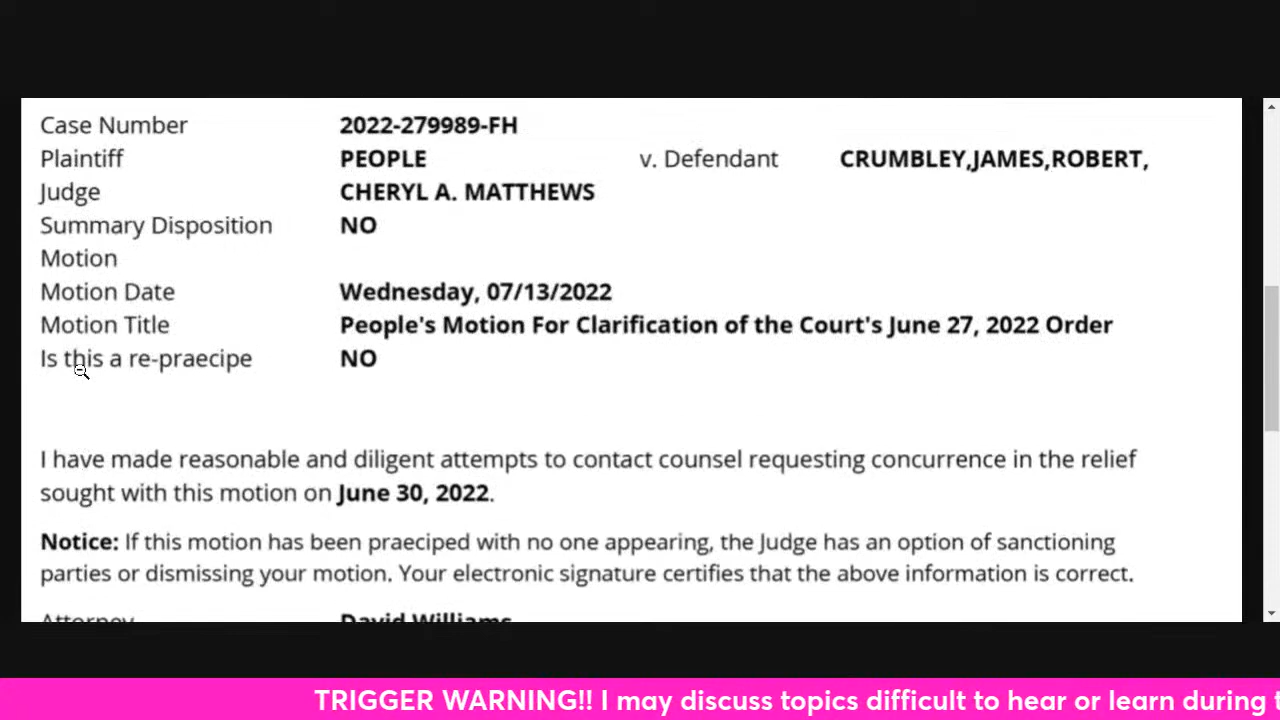 Case Number 2022-279989-FH
Plaintiff PEOPLE v. Defendant CRUMBLEY,JAMES,ROBERT,
Judge CHERYL A. MATTHEWS
Summary Disposition NO
Motion
Motion Date Wednesday, 07/13/2022
Motion Title People's Motion For Clarification of the Court's June 27, 2022 Order
Is this a re-praecipe NO
I have made reasonable and diligent attempts to contact counsel requesting concurrence in the relief
sought with this motion on June 30, 2022.
Notice: If this motion has been praeciped with no one appearing, the Judge has an option of sanctioning
parties or dismissing your motion. Your electronic signature certifies that the above information is correct.
Attorney David Williams
TRIGGER WARNING!! I may discuss topics difficult to hear or learn during